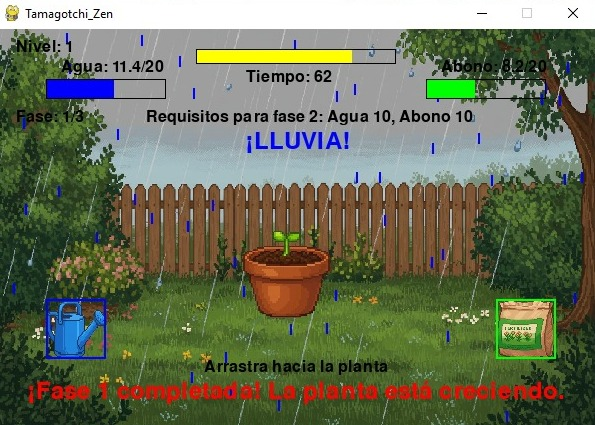 Tamagotchi_Zen
Nivel: 1
Agua: 11.4/20
Tiempo: 62
Abono: 8.2/20
Fase: 1/3
Requisitos para fase 2: Agua 10, Abono 10
¡LLUVIA!
FERTILIZER
Arrastra hacia la planta
¡Fase 1 completada! La planta está creciendo.